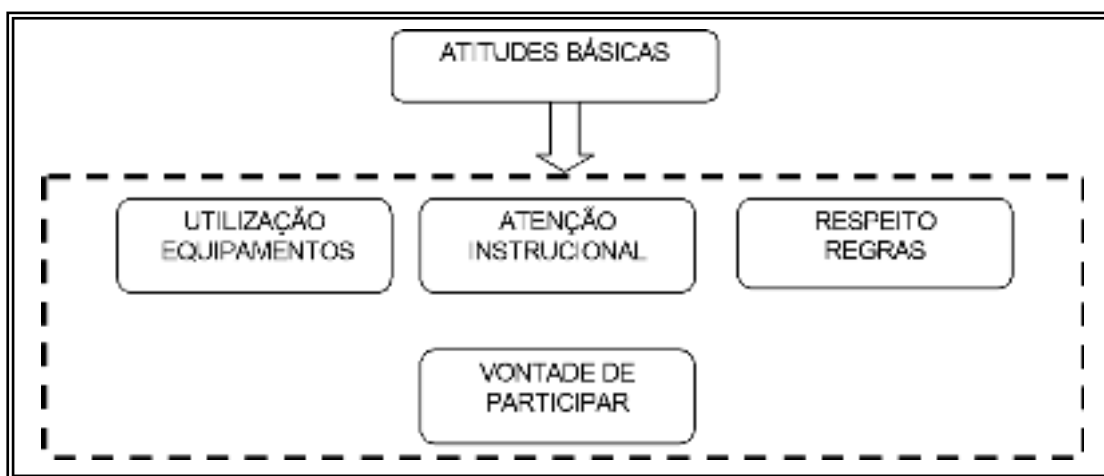 ATITUDES BÁSICAS
UTILIZAÇÃO
EQUIPAMENTOS
ATENÇÃO
INSTRUCIONAL
RESPEITO
REGRAS
VONTADE DE
PARTICIPAR